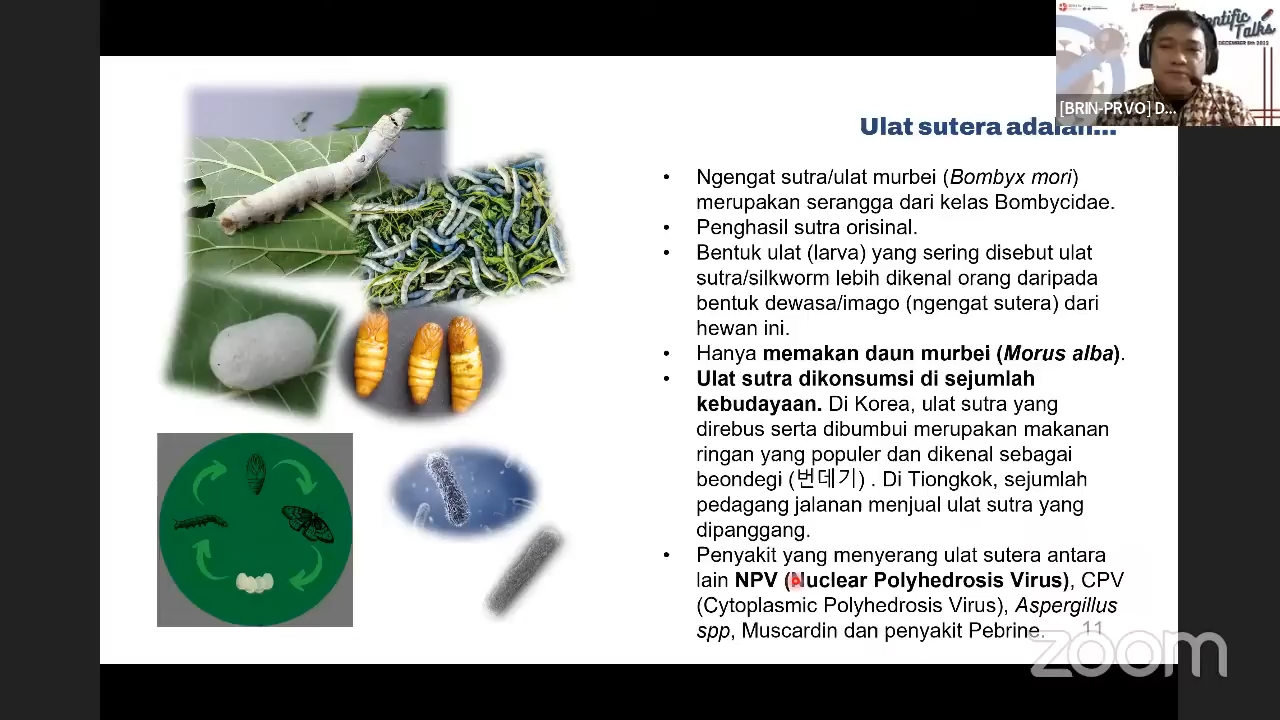 Ulat sutera adalah...
Ngengat sutra/ulat murbei (Bombyx mori)
merupakan serangga dari kelas Bombycidae.
Penghasil sutra orisinal.
Bentuk ulat (larva) yang sering disebut ulat
sutra/silkworm lebih dikenal orang daripada
bentuk dewasa/imago (ngengat sutera) dari
hewan ini.
Hanya memakan daun murbei (Morus alba).
Ulat sutra dikonsumsi di sejumlah
kebudayaan. Di Korea, ulat sutra yang
direbus serta dibumbui merupakan makanan
ringan yang populer dan dikenal sebagai
beondegi (번데기) . Di Tiongkok, sejumlah
pedagang jalanan menjual ulat sutra yang
dipanggang.
Penyakit yang menyerang ulat sutera antara
lain NPV (Nuclear Polyhedrosis Virus), CPV
(Cytoplasmic Polyhedrosis Virus), Aspergillus
spp, Muscardin dan penyakit Pebrine.
11
zoom
Talks
[BRIN-PRVO] D...